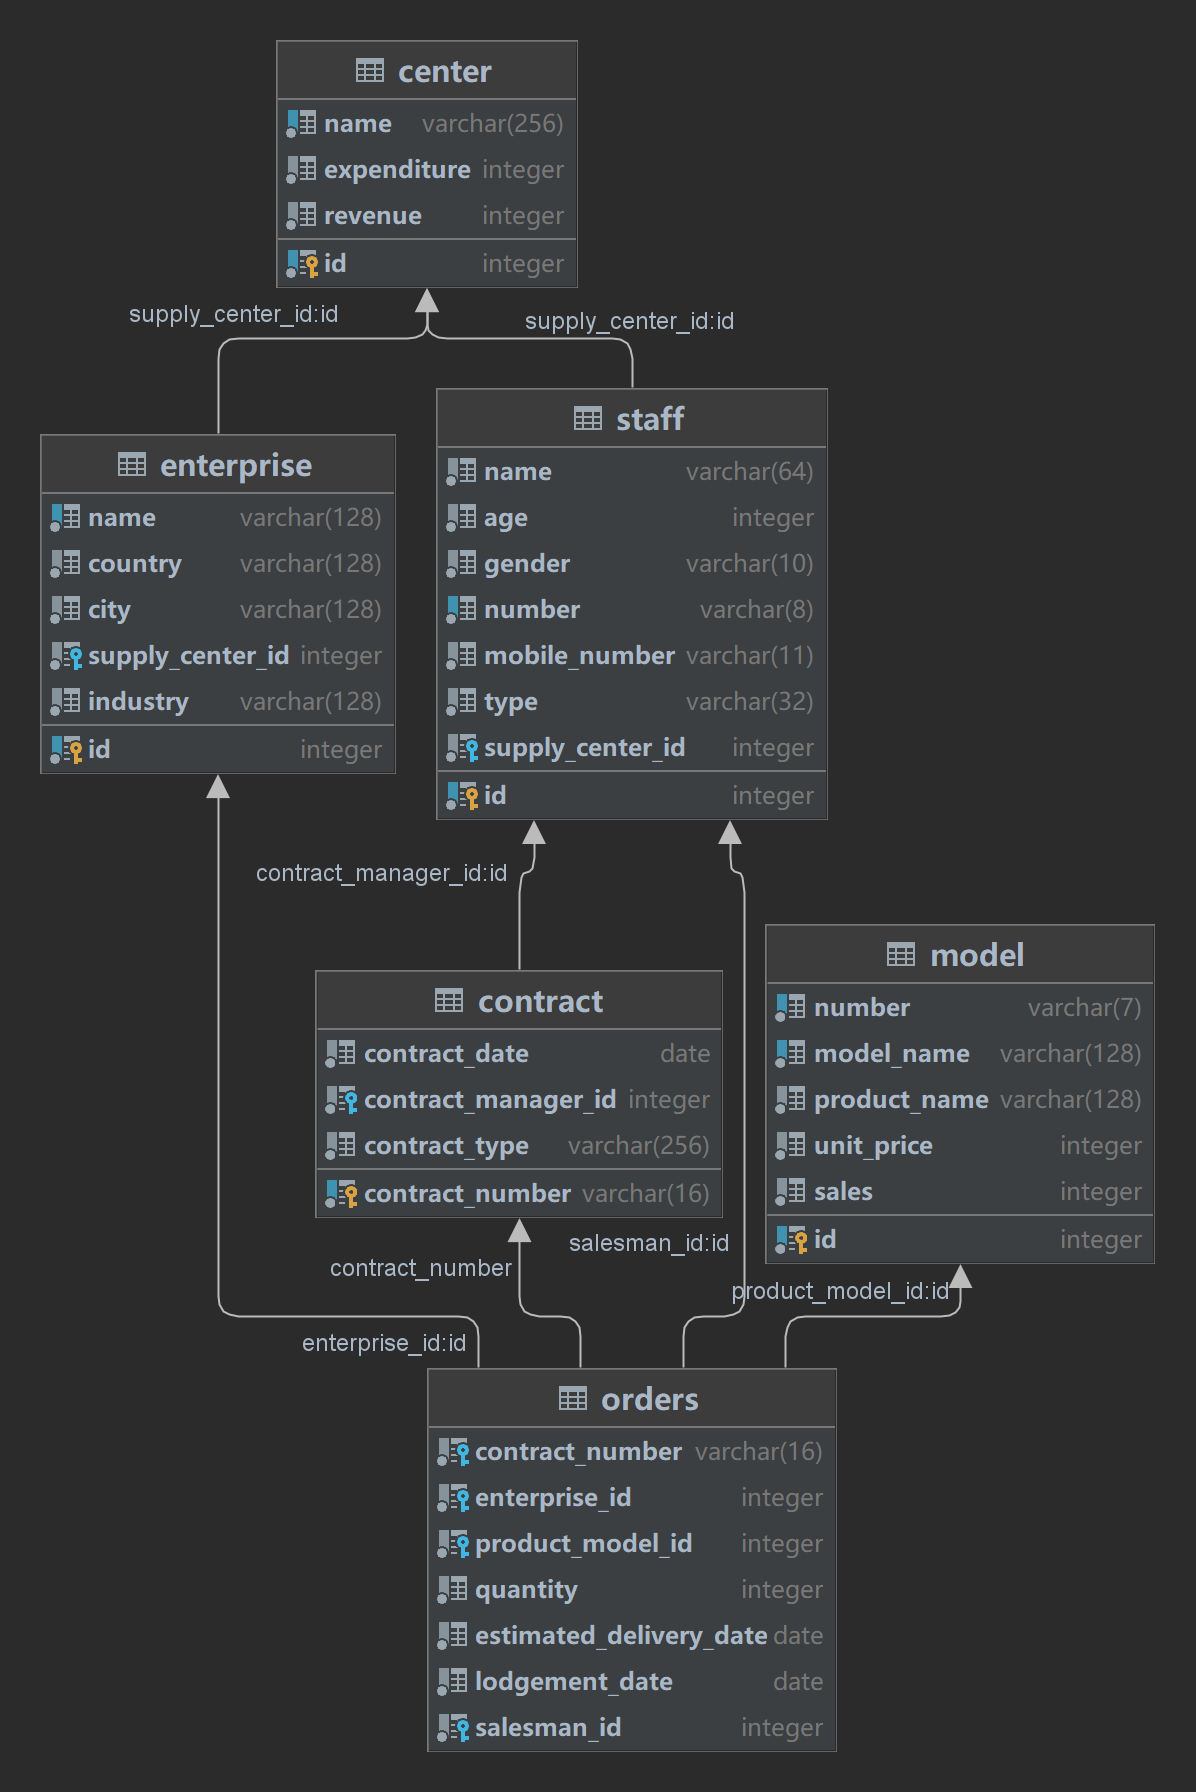 center
name varchar(256)
expenditure integer
revenue integer
id integer
supply_center_id:id
supply_center_id:id
enterprise
name varchar(128)
country varchar(128)
city varchar(128)
supply_center_id integer
industry varchar(128)
id integer
staff
name varchar(64)
age integer
gender varchar(10)
number varchar(8)
mobile_number varchar(11)
type varchar(32)
supply_center_id integer
id integer
contract_manager_id:id
contract
contract_date date
contract_manager_id integer
contract_type varchar(256)
contract_number varchar(16)
model
number varchar(7)
model_name varchar(128)
product_name varchar(128)
unit_price integer
sales integer
id integer
salesman_id:id
contract_number
product_model_id:id
enterprise_id:id
orders
contract_number varchar(16)
enterprise_id integer
product_model_id integer
quantity integer
estimated_delivery_date date
lodgement_date date
salesman_id integer